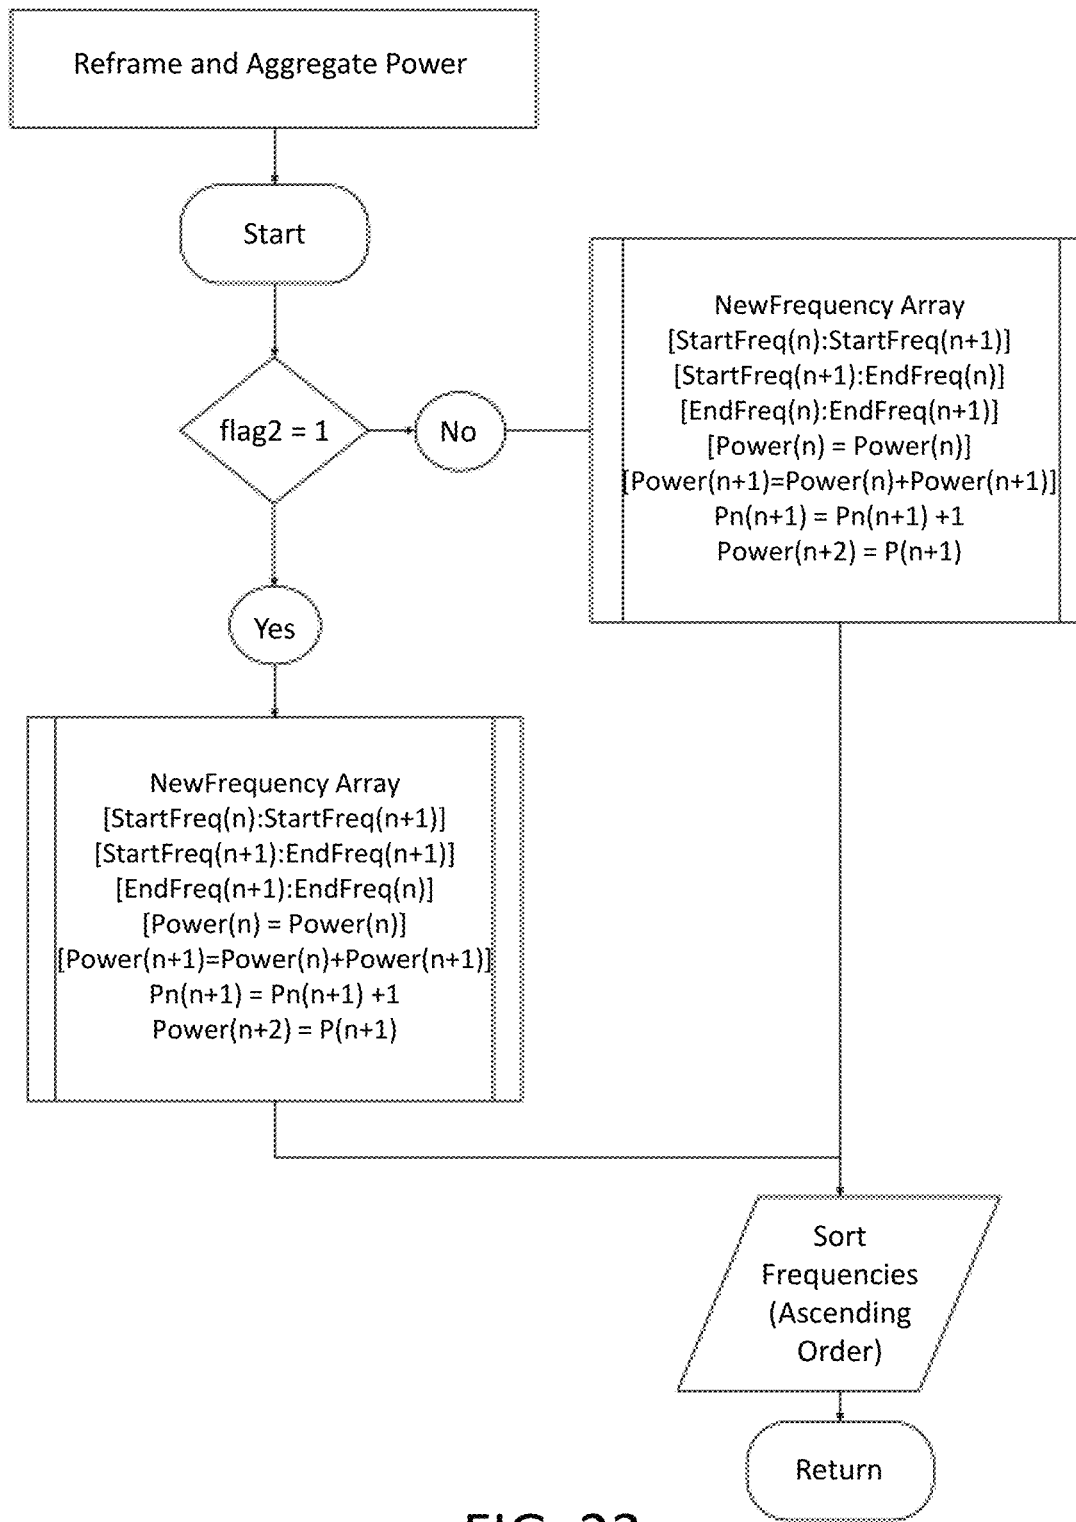 Reframe and Aggregate Power
Start
flag2 = 1
No
NewFrequency Array
[StartFreq(n):StartFreq(n+1)]
[StartFreq(n+1):EndFreq(n)]
[EndFreq(n):EndFreq(n+1)]
[Power(n) = Power(n)]
[Power(n+1)=Power(n)+Power(n+1)]
Pn(n+1) = Pn(n+1) +1
Power(n+2) = P(n+1)
Yes
NewFrequency Array
[StartFreq(n):StartFreq(n+1)]
[StartFreq(n+1):EndFreq(n+1)]
[EndFreq(n+1):EndFreq(n)]
[Power(n) = Power(n)]
[Power(n+1)=Power(n)+Power(n+1)]
Pn(n+1) = Pn(n+1) +1
Power(n+2) = P(n+1)
Sort
Frequencies
(Ascending
Order)
Return